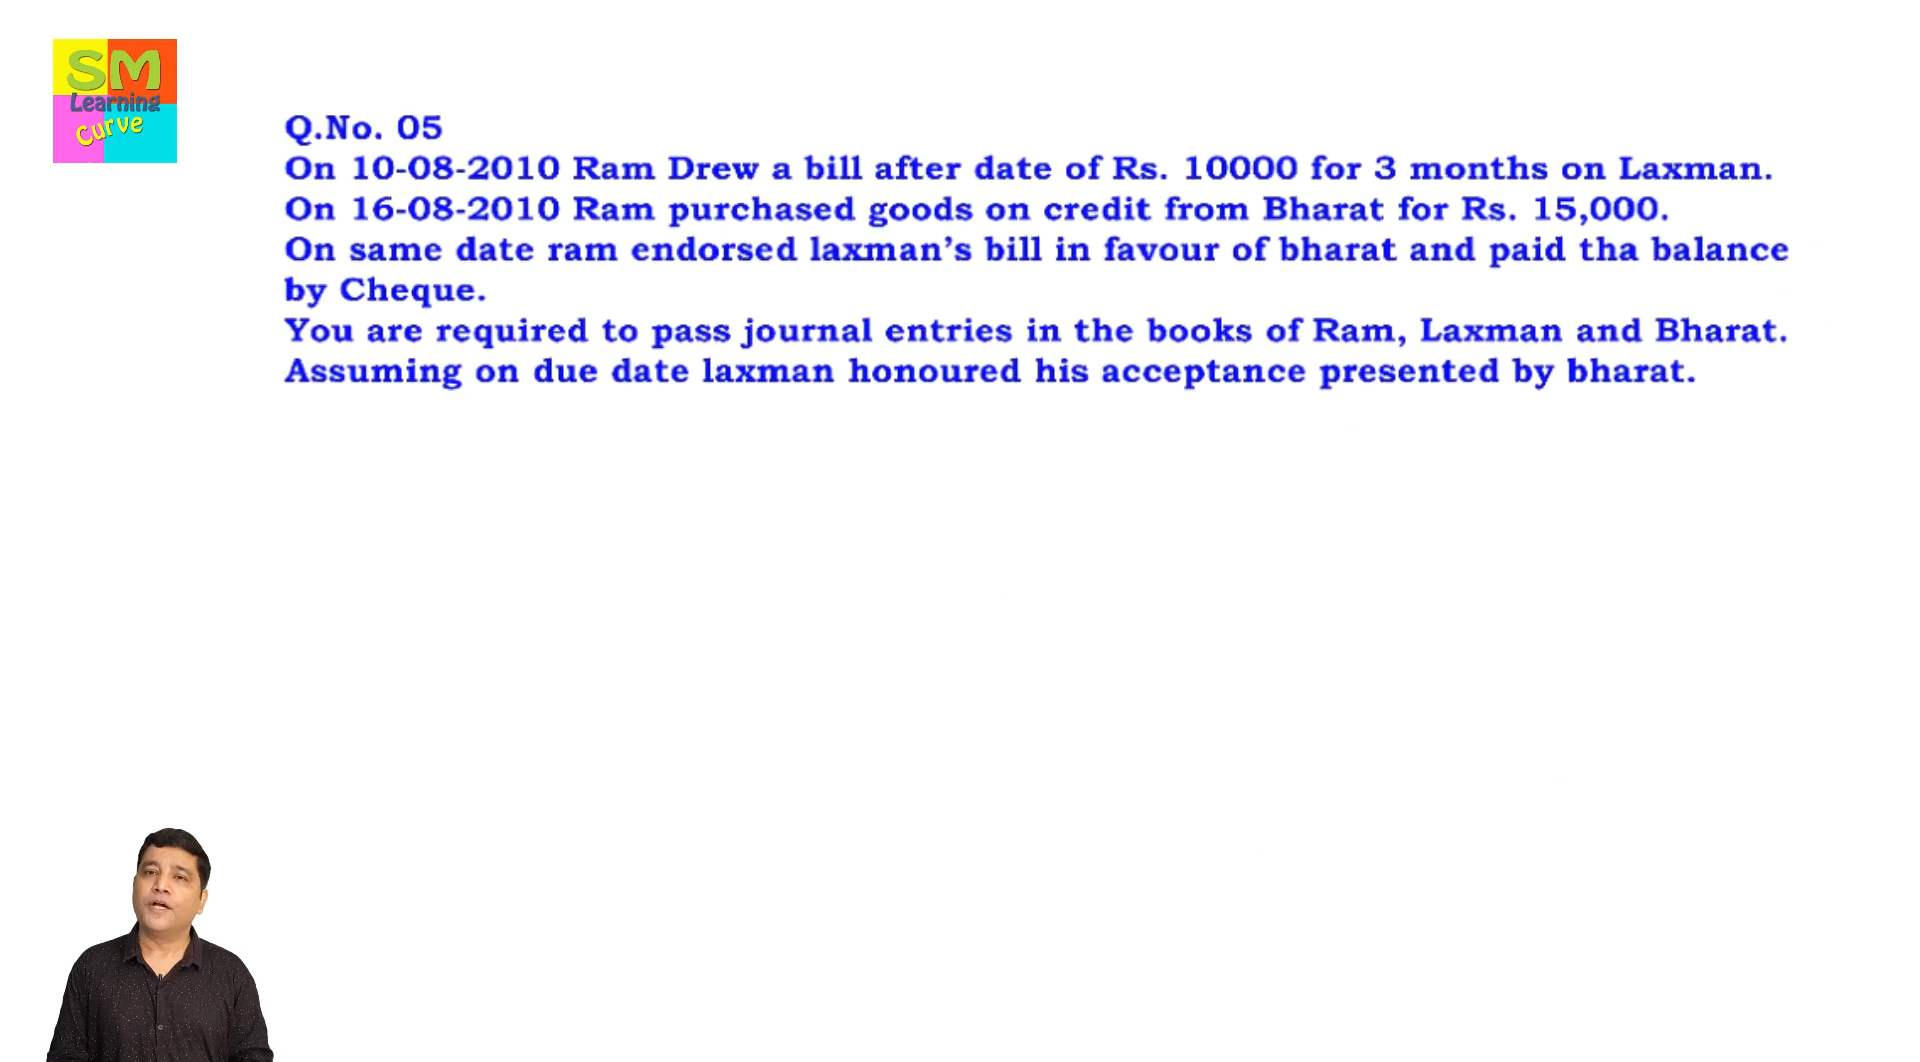 SM
Learning
Curve
Q.No. 05
On 10-08-2010 Ram Drew a bill after date of Rs. 10000 for 3 months on Laxman.
On 16-08-2010 Ram purchased goods on credit from Bharat for Rs. 15,000.
On same date ram endorsed laxman's bill in favour of bharat and paid tha balance
by Cheque.
You are required to pass journal entries in the books of Ram, Laxman and Bharat.
Assuming on due date laxman honoured his acceptance presented by bharat.